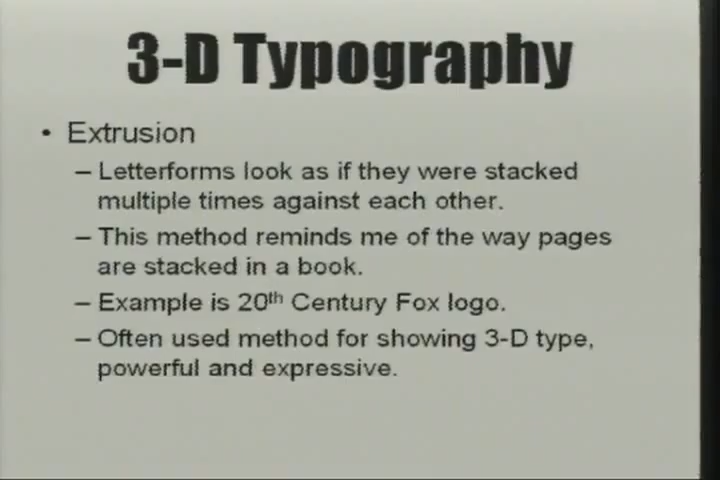 3-D Typography
• Extrusion
– Letterforms look as if they were stacked
multiple times against each other.
– This method reminds me of the way pages
are stacked in a book.
– Example is 20th Century Fox logo.
– Often used method for showing 3-D type,
powerful and expressive.